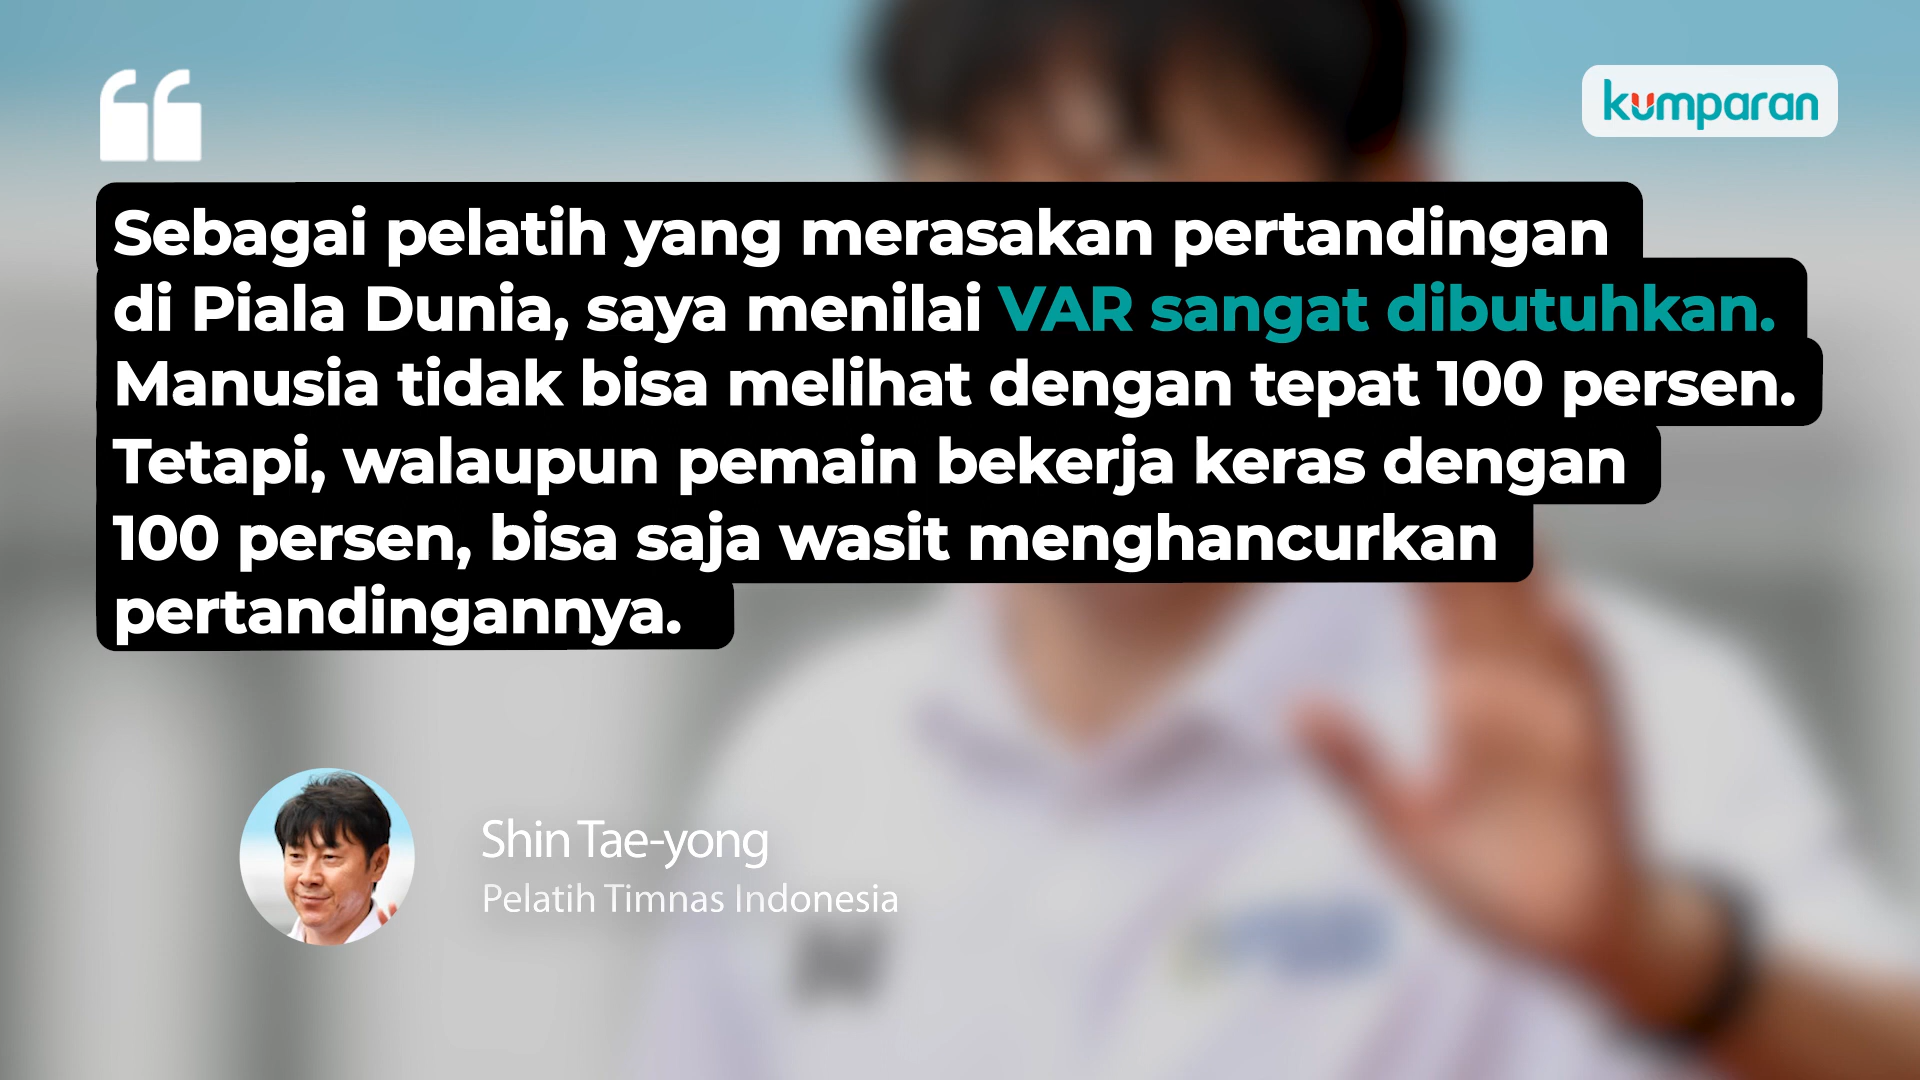 kumparan
Sebagai pelatih yang merasakan pertandingan
di Piala Dunia, saya menilai VAR sangat dibutuhkan.
Manusia tidak bisa melihat dengan tepat 100 persen.
Tetapi, walaupun pemain bekerja keras dengan
100 persen, bisa saja wasit menghancurkan
pertandingannya.
Shin Tae-yong
Pelatih Timnas Indonesia